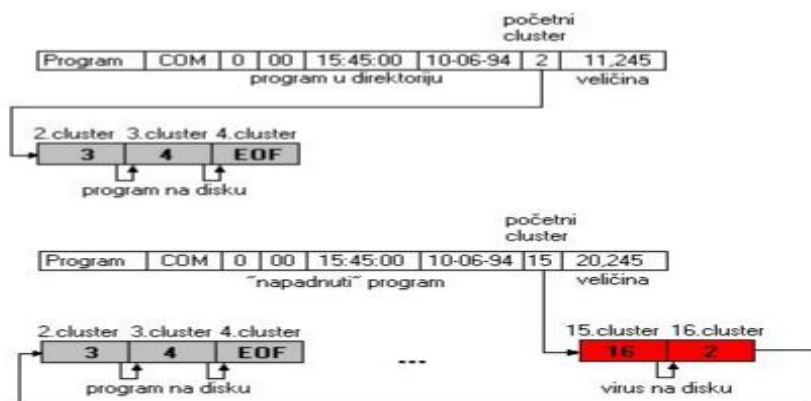 početni
cluster
Program COM 0 00 15:45:00 10-06-94 2 11,245
program u direktoriju veličina
2.cluster 3.cluster 4.cluster
3 4 EOF
program na disku
početni
cluster
Program COM 0 00 15:45:00 10-06-94 15 20,245
"napadnuti" program veličina
2.cluster 3.cluster 4.cluster 15.cluster 16.cluster
3 4 EOF ... 16 2
program na disku virus na disku